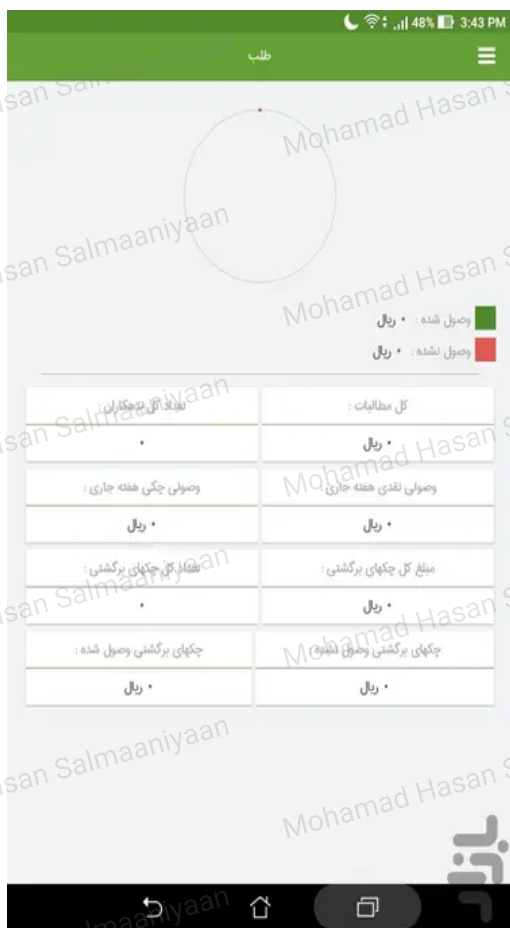 48% 3:43 PM
طلب
وصول شده : ۰ ریال
وصول نشده : ۰ ریال
کل مطالبات : تعداد کل بدهکاران :
۰ ریال ۰
وصولی نقدی هفته جاری : وصولی چکی هفته جاری :
۰ ریال ۰ ریال
مبلغ کل چکهای برگشتی : تعداد کل چکهای برگشتی :
۰ ریال ۰
چکهای برگشتی وصول نشده : چکهای برگشتی وصول شده :
۰ ریال ۰ ریال
Mohamad Hasan Salmaaniyaan
بازار